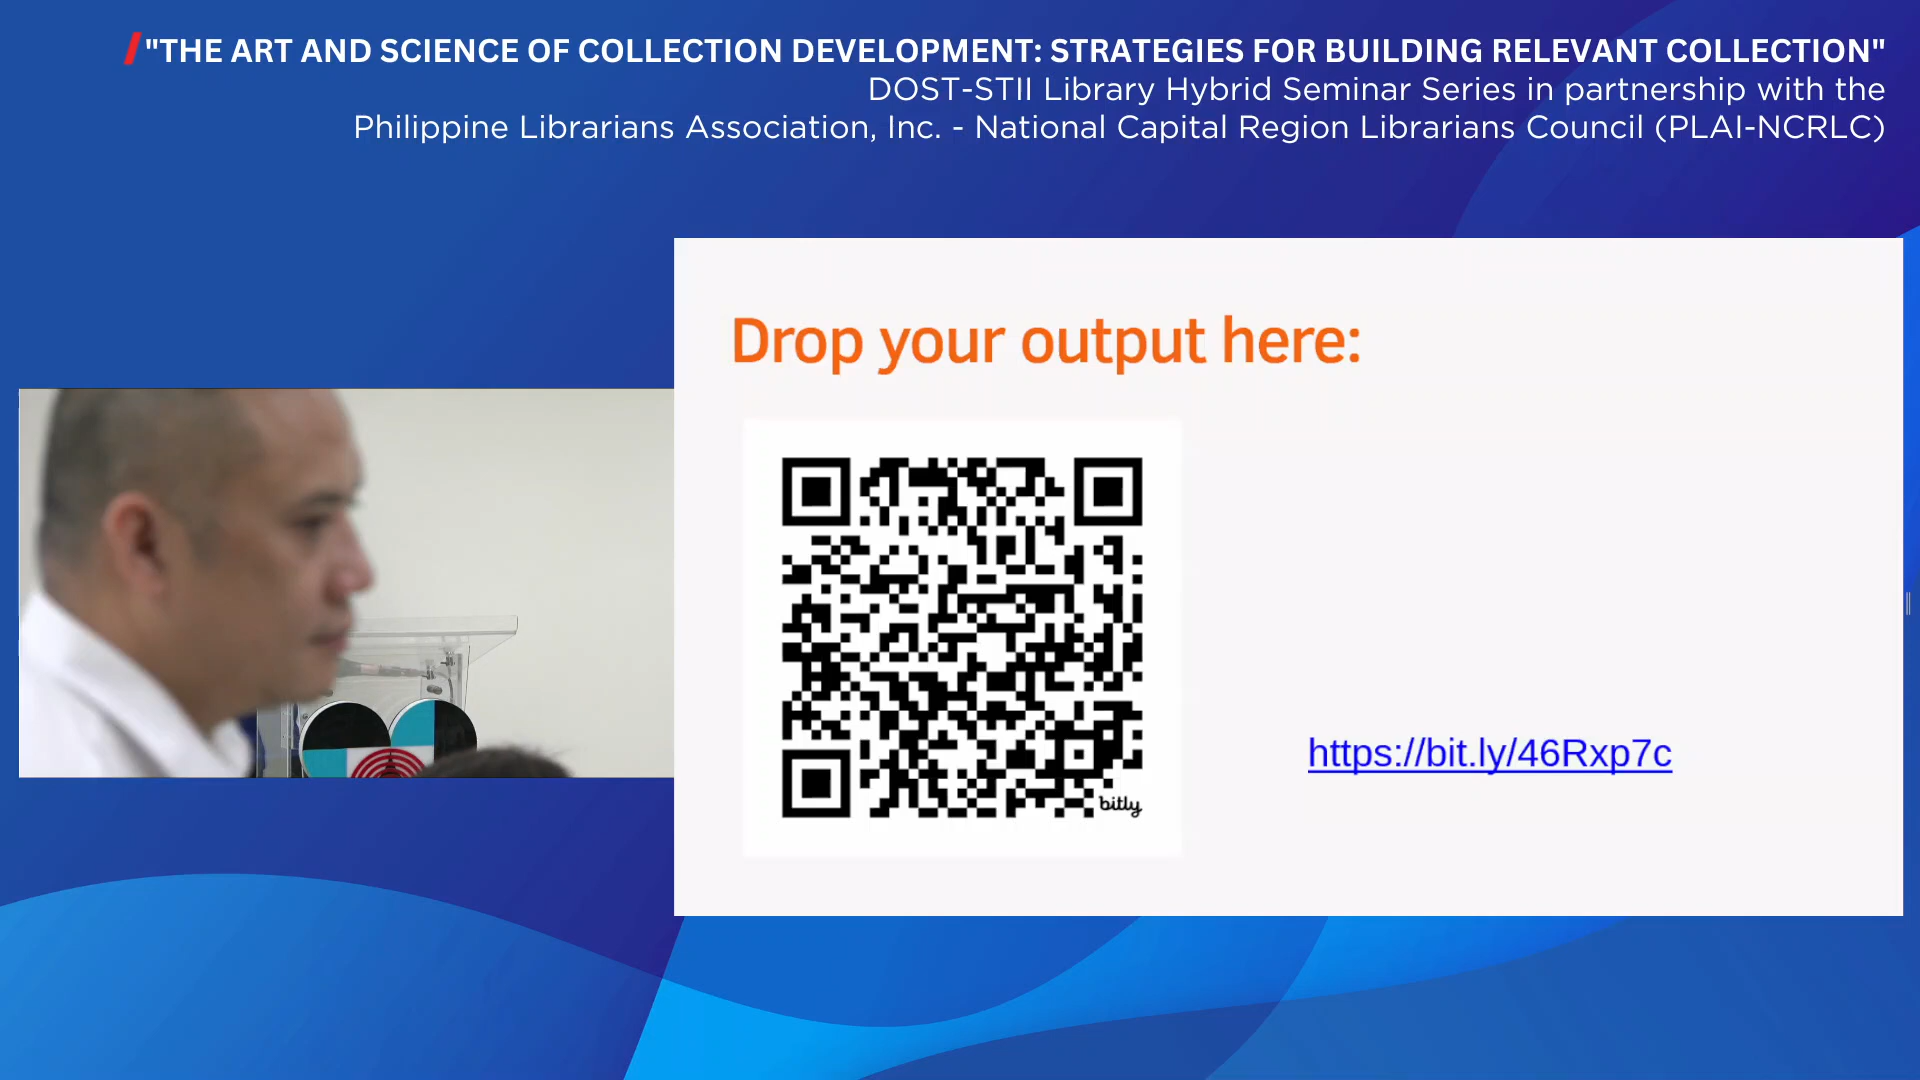 "THE ART AND SCIENCE OF COLLECTION DEVELOPMENT: STRATEGIES FOR BUILDING RELEVANT COLLECTION"
DOST-STII Library Hybrid Seminar Series in partnership with the
Philippine Librarians Association, Inc. - National Capital Region Librarians Council (PLAI-NCRLC)
Drop your output here:
https://bit.ly/46Rxp7c
bitly